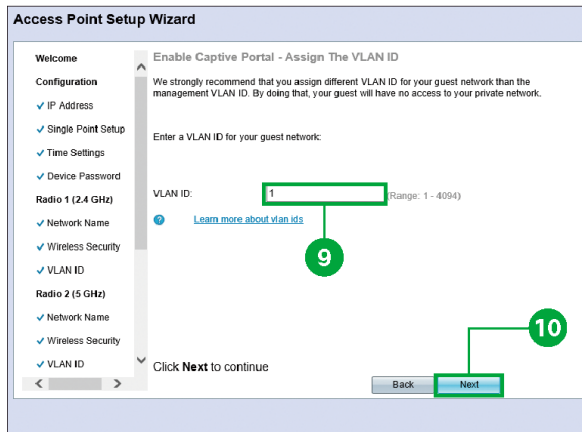 Access Point Setup Wizard
Welcome
Configuration
IP Address
Single Point Setup
Time Settings
Device Password
Radio 1 (2.4 GHz)
Network Name
Wireless Security
VLAN ID
Radio 2 (5 GHz)
Network Name
Wireless Security
VLAN ID
Enable Captive Portal - Assign The VLAN ID
We strongly recommend that you assign different VLAN ID for your guest network than the
management VLAN ID. By doing that, your guest will have no access to your private network.
Enter a VLAN ID for your guest network:
VLAN ID: 1 (Range: 1 - 4094)
? Learn more about vlan ids
9
10
Click Next to continue
Back Next